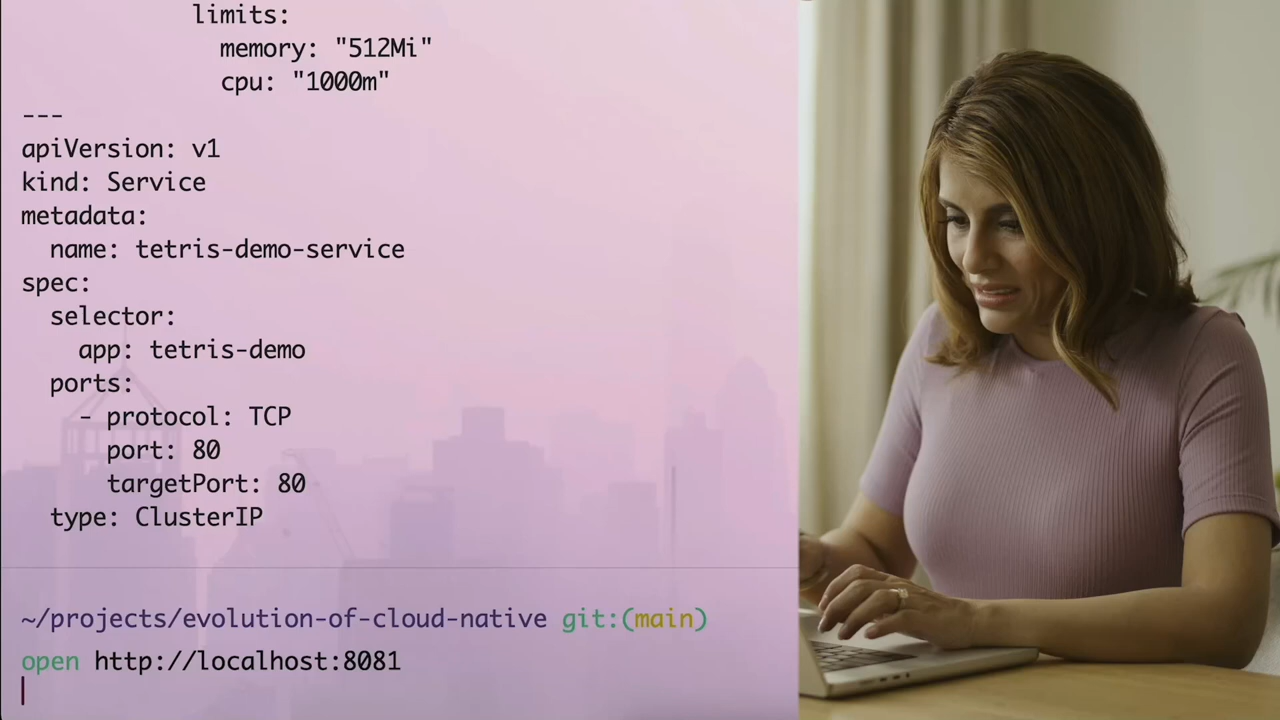 limits:
memory: "512Mi"
cpu: "1000m"
---
apiVersion: v1
kind: Service
metadata:
name: tetris-demo-service
spec:
selector:
app: tetris-demo
ports:
- protocol: TCP
port: 80
targetPort: 80
type: ClusterIP
~/projects/evolution-of-cloud-native git:(main)
open http://localhost:8081